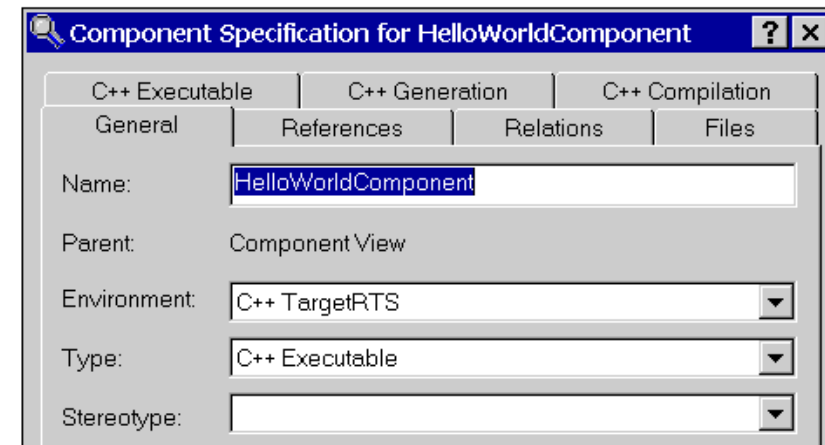 Component Specification for HelloWorldComponent ? ×
C++ Executable C++ Generation C++ Compilation
General References Relations Files
Name: HelloWorldComponent
Parent: Component View
Environment: C++ TargetRTS
Type: C++ Executable
Stereotype: